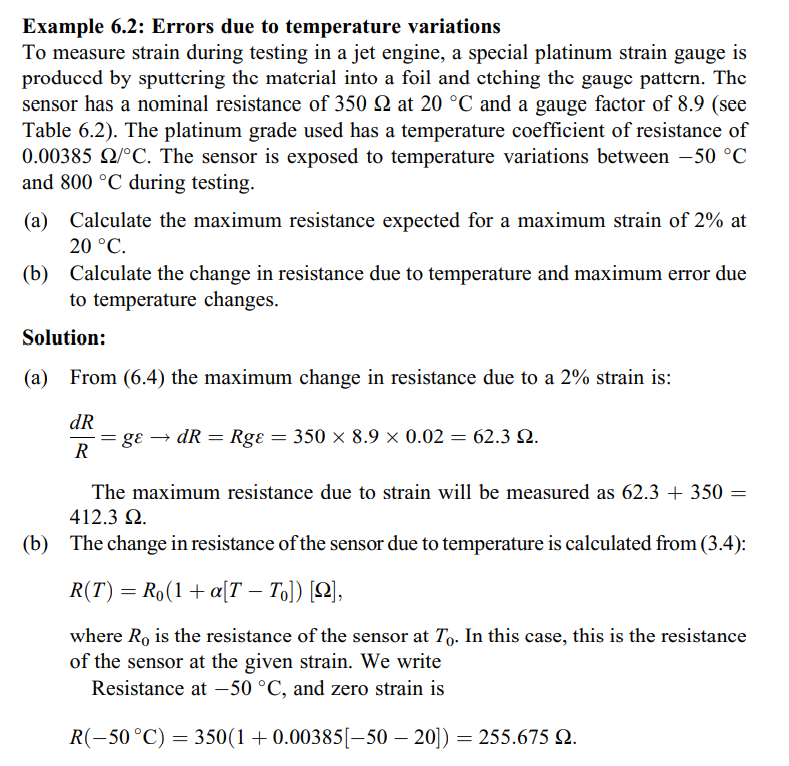 Example 6.2: Errors due to temperature variations
To measure strain during testing in a jet engine, a special platinum strain gauge is
produced by sputtering the material into a foil and etching the gauge pattern. The
sensor has a nominal resistance of 350 Ω at 20 °C and a gauge factor of 8.9 (see
Table 6.2). The platinum grade used has a temperature coefficient of resistance of
0.00385 Ω/°C. The sensor is exposed to temperature variations between −50 °C
and 800 °C during testing.
(a) Calculate the maximum resistance expected for a maximum strain of 2% at
20 °C.
(b) Calculate the change in resistance due to temperature and maximum error due
to temperature changes.
Solution:
(a) From (6.4) the maximum change in resistance due to a 2% strain is:
dR/R = gε → dR = Rgε = 350 × 8.9 × 0.02 = 62.3 Ω.
The maximum resistance due to strain will be measured as 62.3 + 350 =
412.3 Ω.
(b) The change in resistance of the sensor due to temperature is calculated from (3.4):
R(T) = R₀(1 + α[T − T₀]) [Ω],
where R₀ is the resistance of the sensor at T₀. In this case, this is the resistance
of the sensor at the given strain. We write
Resistance at −50 °C, and zero strain is
R(−50 °C) = 350(1 + 0.00385[−50 − 20]) = 255.675 Ω.